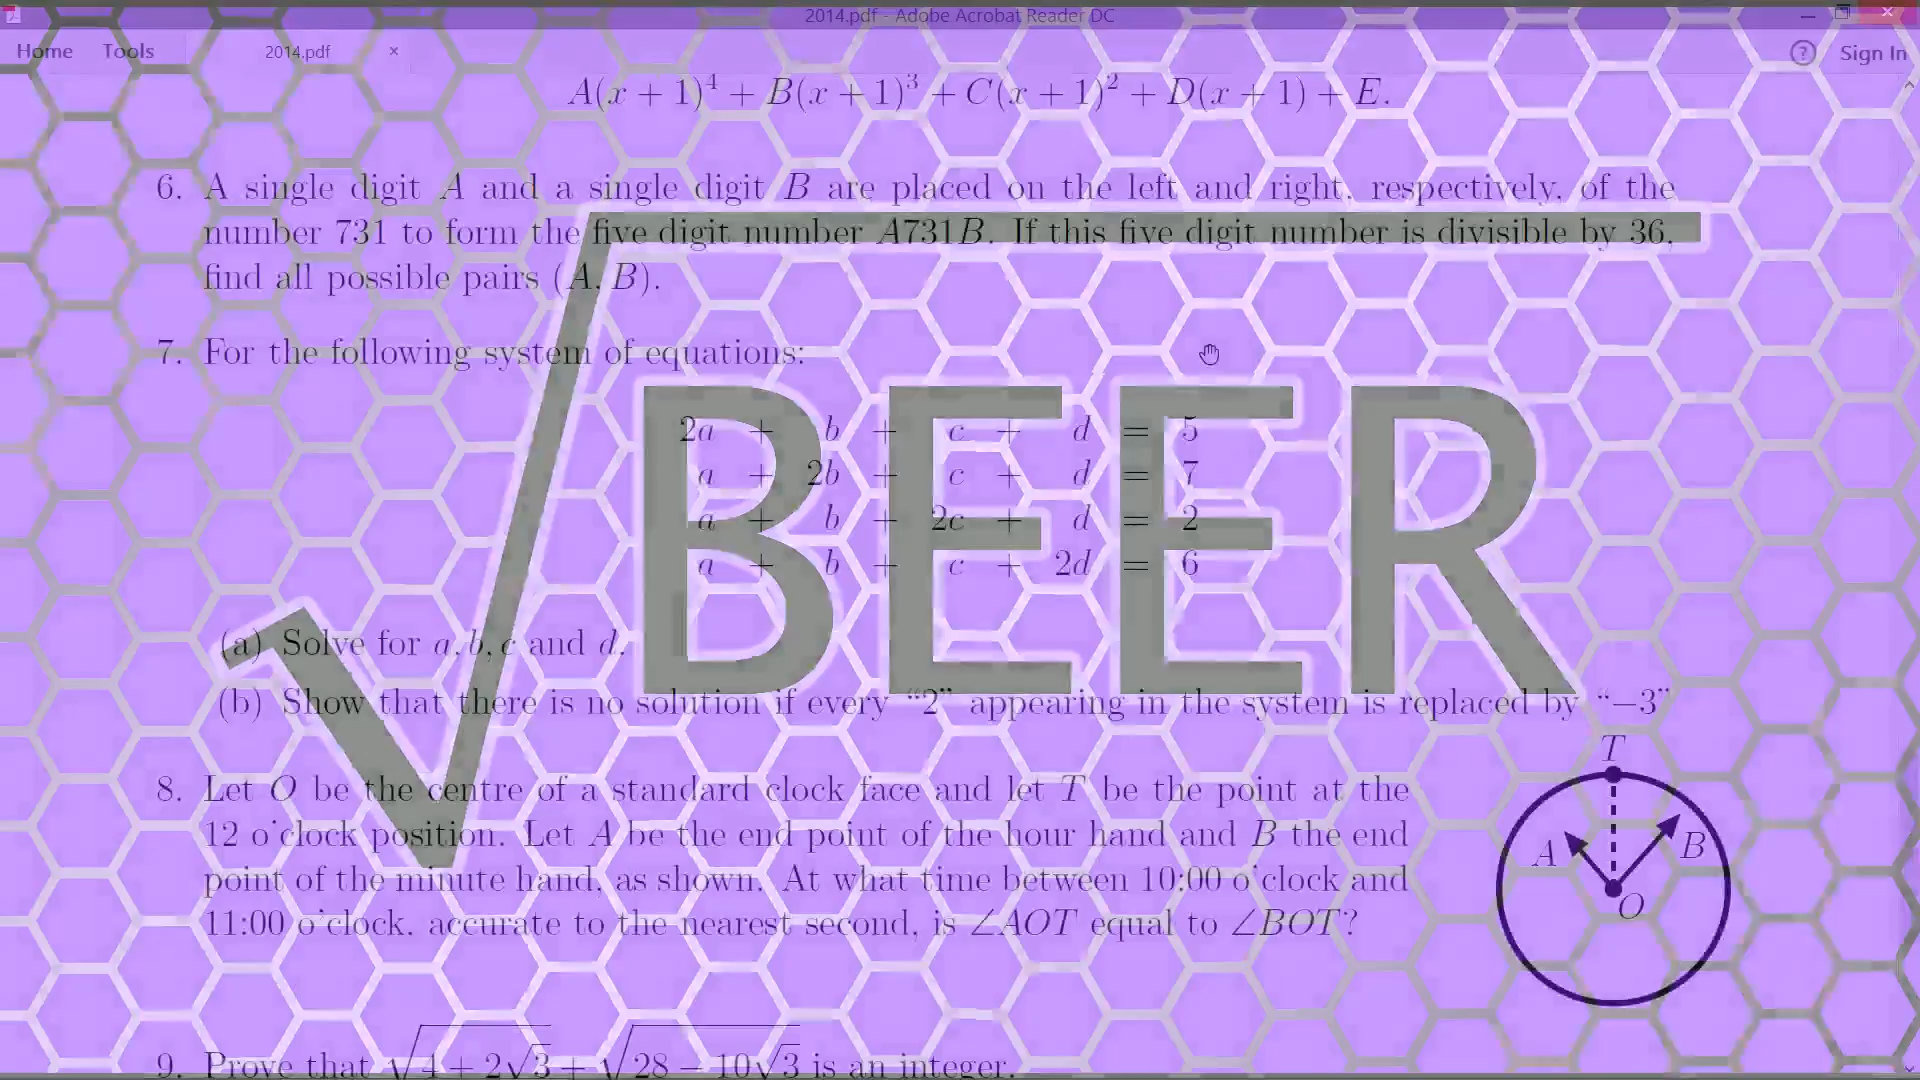 2014.pdf - Adobe Acrobat Reader DC
Home Tools 2014.pdf × ? Sign In
A(x + 1)⁴ + B(x + 1)³ + C(x + 1)² + D(x + 1) + E.
6. A single digit A and a single digit B are placed on the left and right, respectively, of the
number 731 to form the five digit number A731B. If this five digit number is divisible by 36,
find all possible pairs (A, B).
7. For the following system of equations:
√BEER
2a + b + c + d = 5
a + 2b + c + d = 7
a + b + 2c + d = 2
a + b + c + 2d = 6
(a) Solve for a, b, c and d.
(b) Show that there is no solution if every “2” appearing in the system is replaced by “−3”
8. Let O be the centre of a standard clock face and let T be the point at the
12 o'clock position. Let A be the end point of the hour hand and B the end
point of the minute hand, as shown. At what time between 10:00 o'clock and
11:00 o'clock, accurate to the nearest second, is ∠AOT equal to ∠BOT?
T
A
B
O
9. Prove that √(4 + 2√3) + √(28 − 10√3) is an integer.